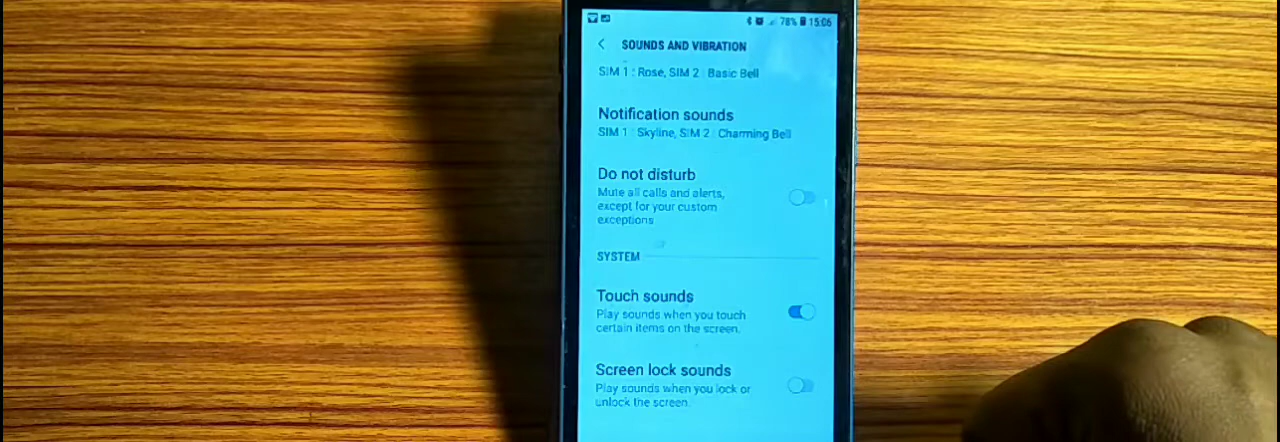 78% 15:06
SOUNDS AND VIBRATION
SIM 1 : Rose, SIM 2 : Basic Bell
Notification sounds
SIM 1 : Skyline, SIM 2 : Charming Bell
Do not disturb
Mute all calls and alerts,
except for your custom
exceptions.
SYSTEM
Touch sounds
Play sounds when you touch
certain items on the screen.
Screen lock sounds
Play sounds when you lock or
unlock the screen.